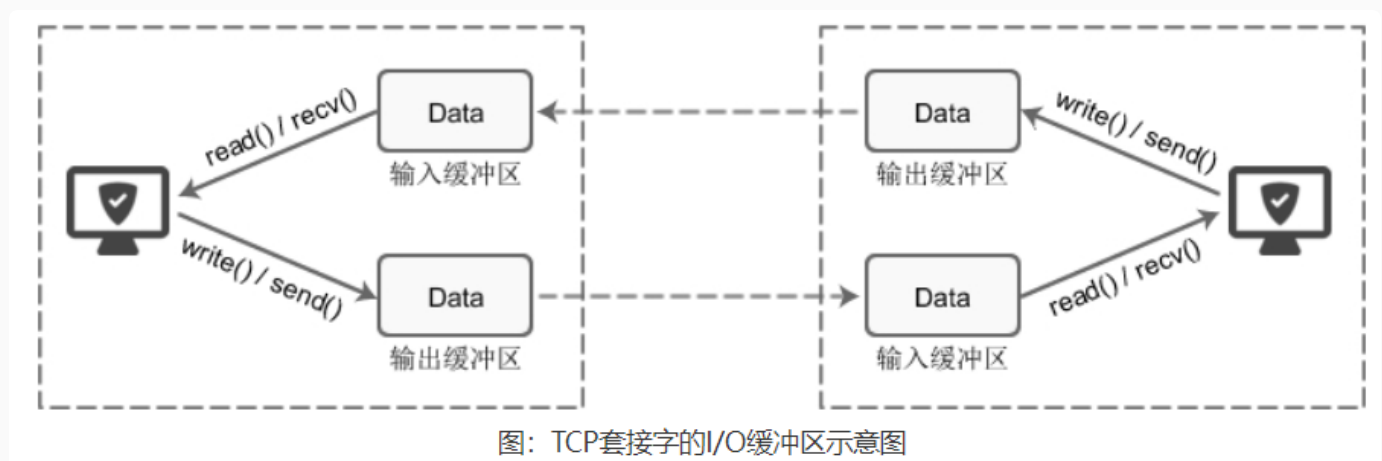 read() / recv()
Data
输入缓冲区
write() / send()
Data
输出缓冲区
Data
输出缓冲区
write() / send()
Data
输入缓冲区
read() / recv()
图：TCP套接字的I/O缓冲区示意图